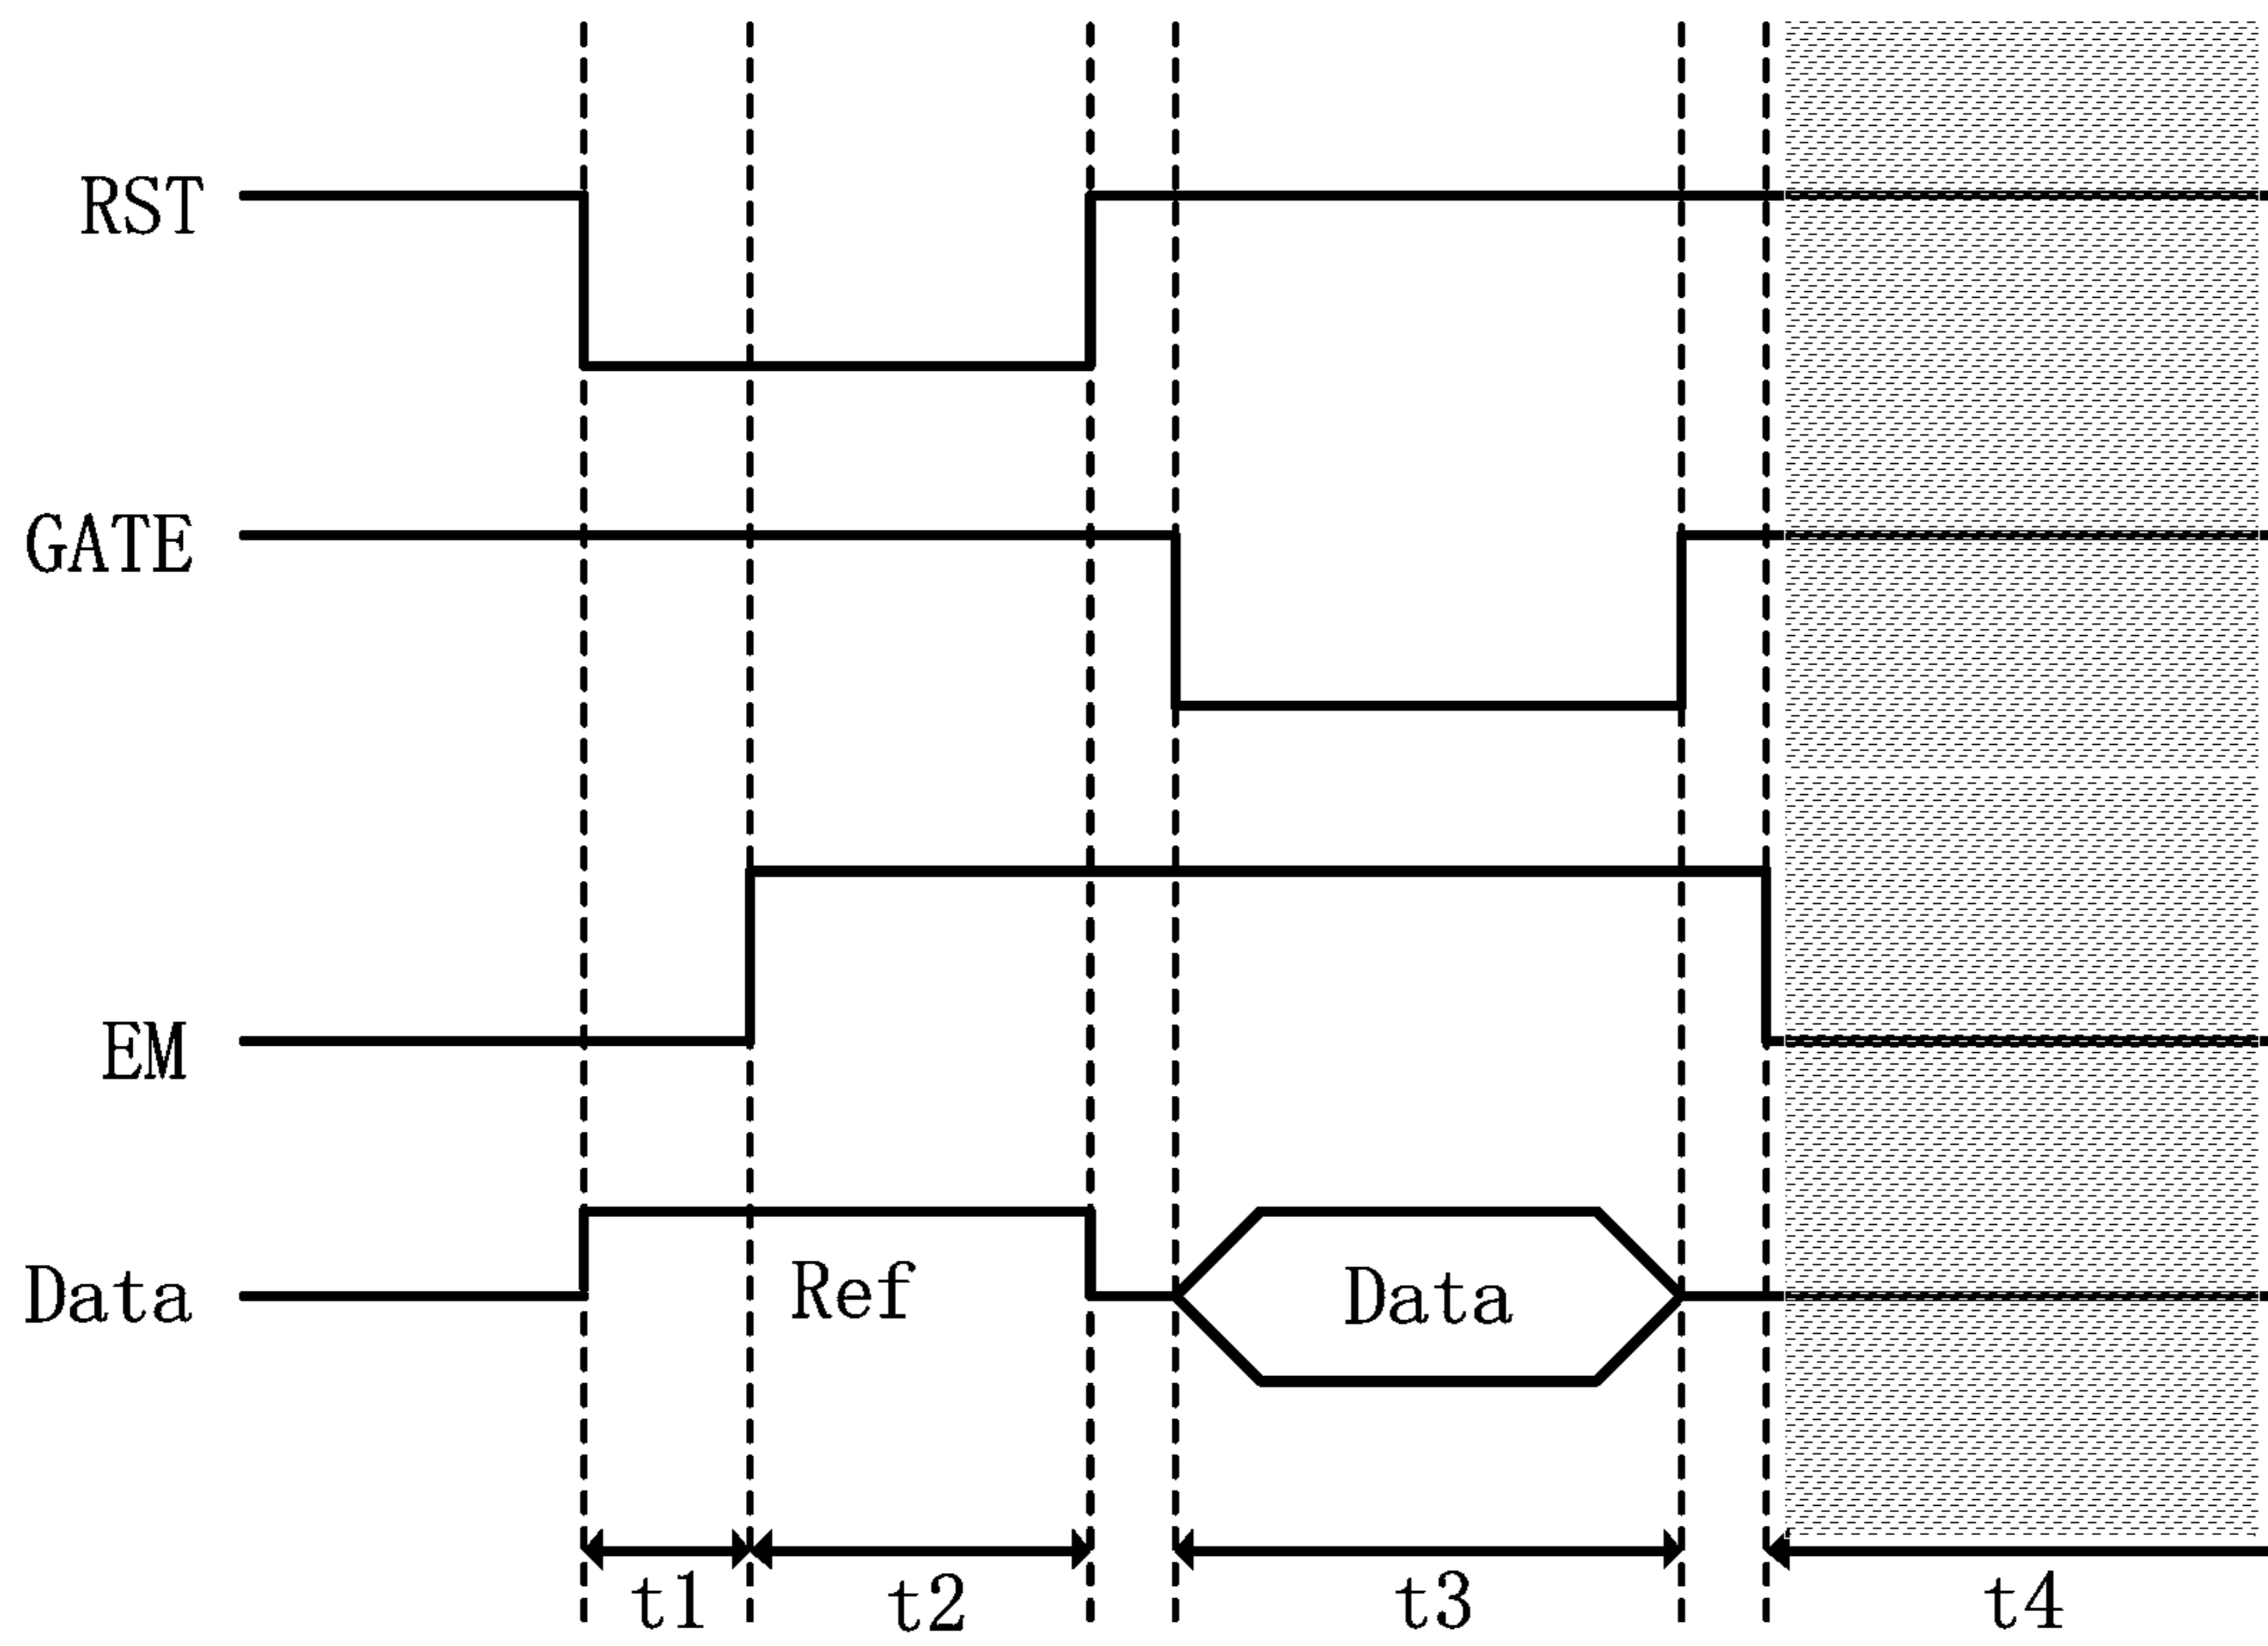 RST
GATE
EM
Data
Ref
Data
t1
t2
t3
t4